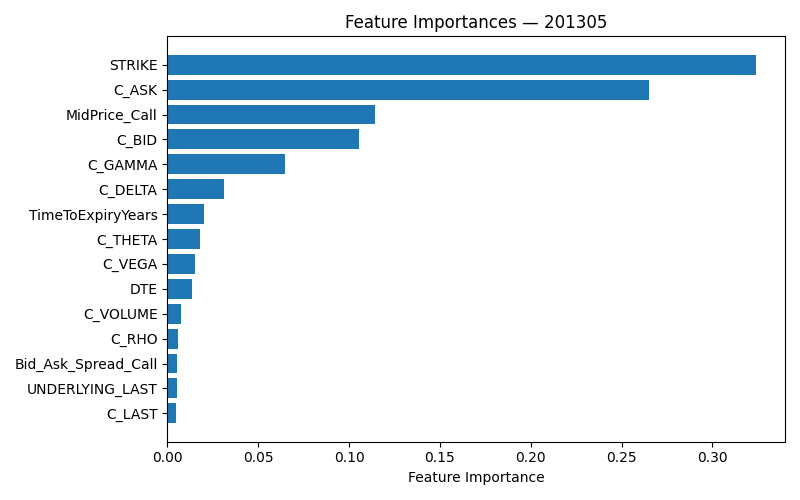 Feature Importances — 201305
STRIKE
C_ASK
MidPrice_Call
C_BID
C_GAMMA
C_DELTA
TimeToExpiryYears
C_THETA
C_VEGA
DTE
C_VOLUME
C_RHO
Bid_Ask_Spread_Call
UNDERLYING_LAST
C_LAST
0.00 0.05 0.10 0.15 0.20 0.25 0.30
Feature Importance